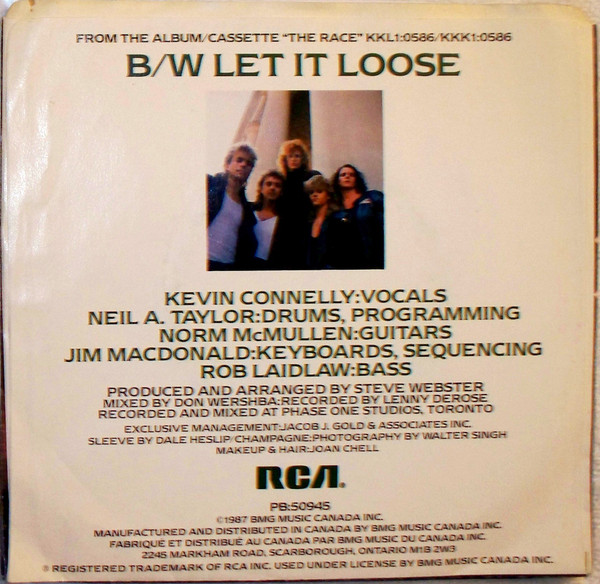 FROM THE ALBUM/CASSETTE "THE RACE" KKL1:0586/KKK1:0586
B/W LET IT LOOSE
KEVIN CONNELLY:VOCALS
NEIL A. TAYLOR:DRUMS, PROGRAMMING
NORM McMULLEN:GUITARS
JIM MACDONALD:KEYBOARDS, SEQUENCING
ROB LAIDLAW:BASS
PRODUCED AND ARRANGED BY STEVE WEBSTER
MIXED BY DON WERSHBA:RECORDED BY LENNY DEROSE
RECORDED AND MIXED AT PHASE ONE STUDIOS, TORONTO
EXCLUSIVE MANAGEMENT:JACOB J. GOLD & ASSOCIATES INC.
SLEEVE BY DALE HESLIP/CHAMPAGNE:PHOTOGRAPHY BY WALTER SINGH
MAKEUP & HAIR:JOAN CHELL
RCA®
PB:50945
©1987 BMG MUSIC CANADA INC.
MANUFACTURED AND DISTRIBUTED IN CANADA BY BMG MUSIC CANADA INC.
FABRIQUÉ ET DISTRIBUÉ AU CANADA PAR BMG MUSIC DU CANADA INC.
2245 MARKHAM ROAD, SCARBOROUGH, ONTARIO M1B 2W3
® REGISTERED TRADEMARK OF RCA INC. USED UNDER LICENSE BY BMG MUSIC CANADA INC.